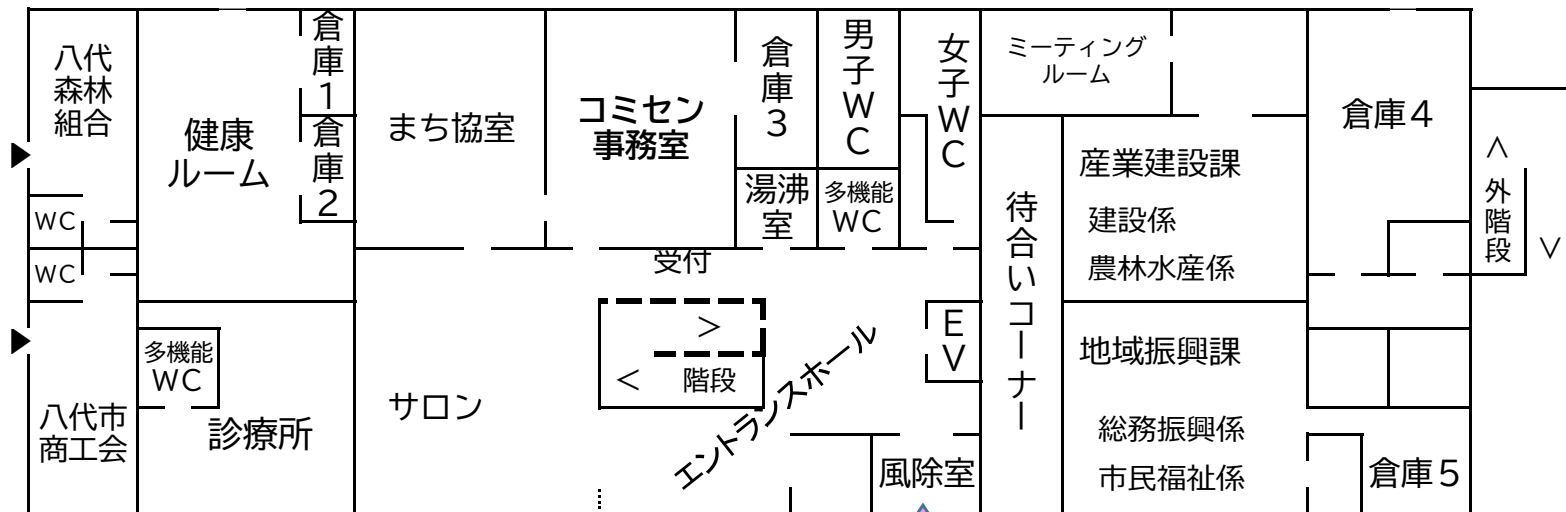 八代
森林
組合
WC
WC
八代市
商工会
健康
ルーム
倉庫1
倉庫2
多機能
WC
診療所
まち協室
サロン
コミセン
事務室
受付
>
< 階段
エントランスホール
倉庫3
湯沸
室
男子WC
多機能
WC
女子WC
EV
風除室
ミーティング
ルーム
待合いコーナー
産業建設課
建設係
農林水産係
地域振興課
総務振興係
市民福祉係
倉庫4
倉庫5
<
外階段
>